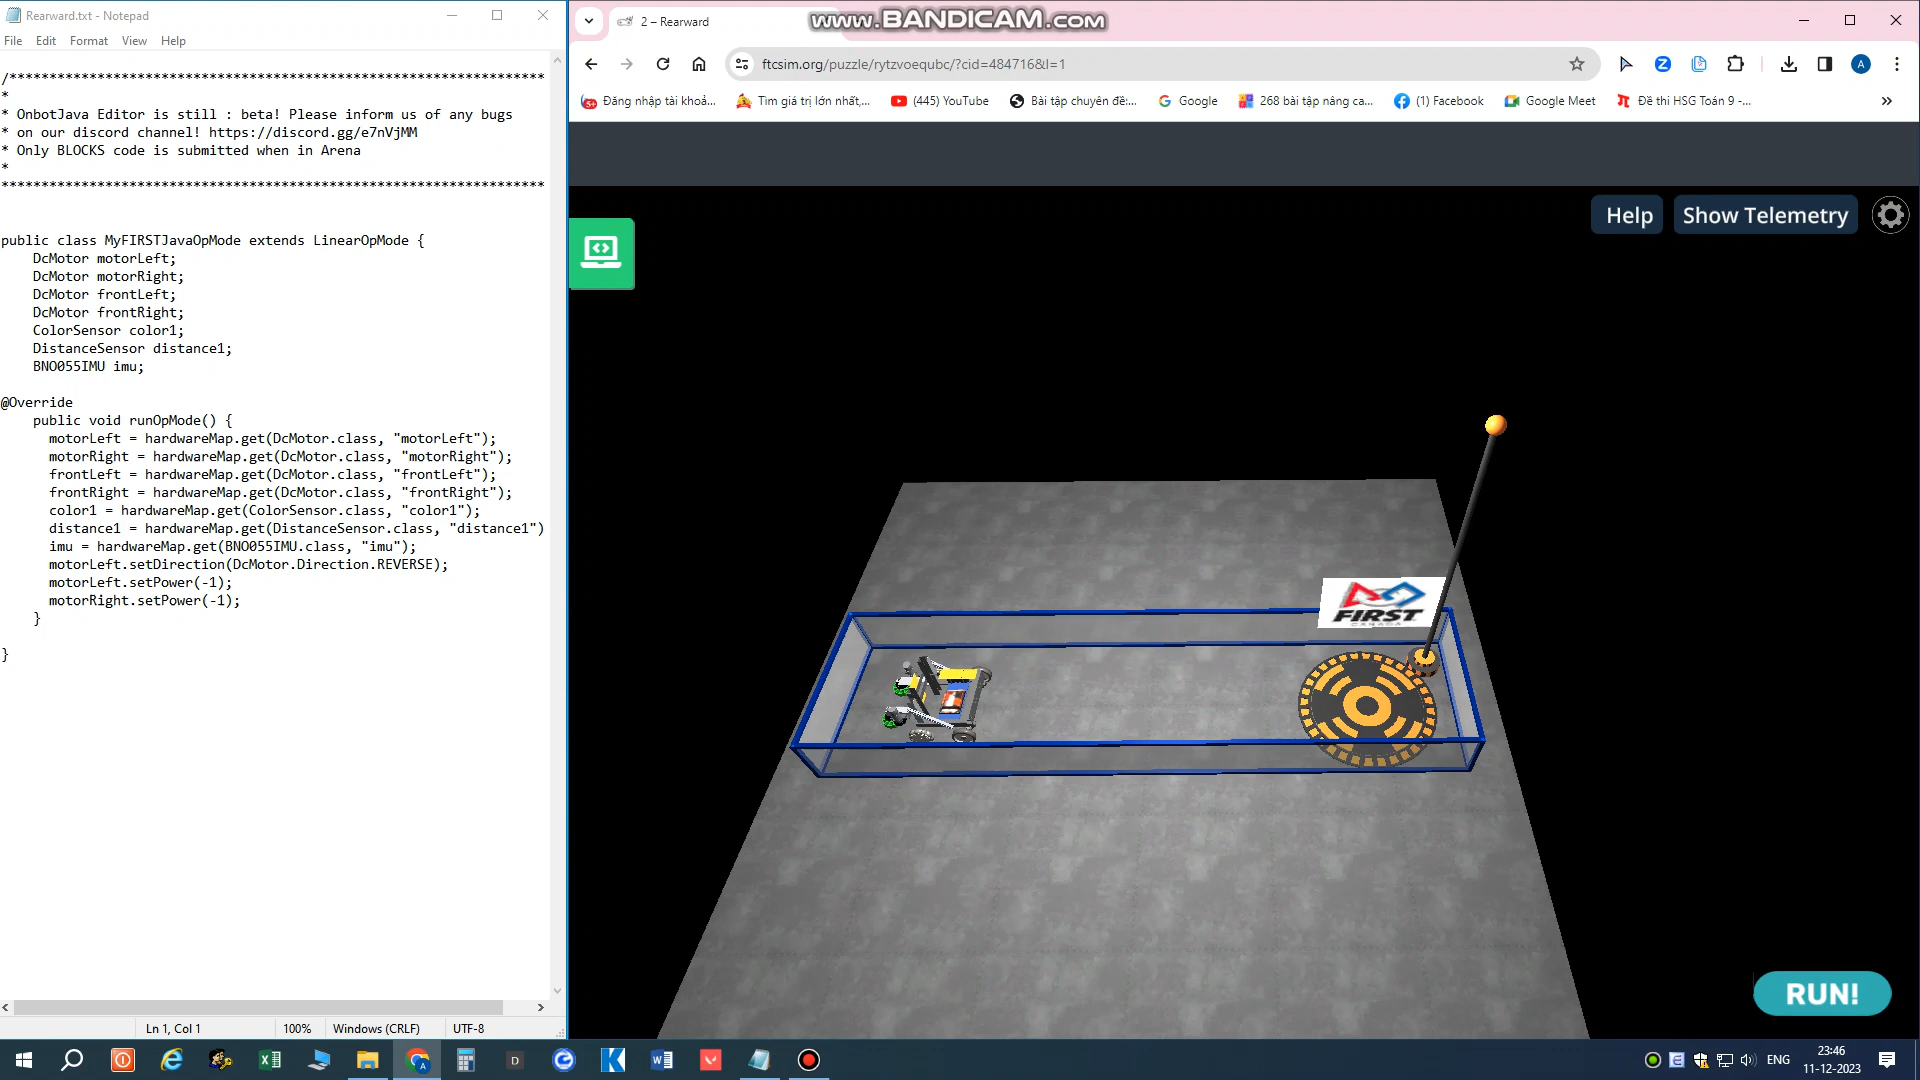 Rearward.txt - Notepad
File Edit Format View Help
/*******************************************************************
*
* OnbotJava Editor is still : beta! Please inform us of any bugs
* on our discord channel! https://discord.gg/e7nVjMM
* Only BLOCKS code is submitted when in Arena
*
********************************************************************
public class MyFIRSTJavaOpMode extends LinearOpMode {
DcMotor motorLeft;
DcMotor motorRight;
DcMotor frontLeft;
DcMotor frontRight;
ColorSensor color1;
DistanceSensor distance1;
BNO055IMU imu;
@Override
public void runOpMode() {
motorLeft = hardwareMap.get(DcMotor.class, "motorLeft");
motorRight = hardwareMap.get(DcMotor.class, "motorRight");
frontLeft = hardwareMap.get(DcMotor.class, "frontLeft");
frontRight = hardwareMap.get(DcMotor.class, "frontRight");
color1 = hardwareMap.get(ColorSensor.class, "color1");
distance1 = hardwareMap.get(DistanceSensor.class, "distance1")
imu = hardwareMap.get(BNO055IMU.class, "imu");
motorLeft.setDirection(DcMotor.Direction.REVERSE);
motorLeft.setPower(-1);
motorRight.setPower(-1);
}
}
Ln 1, Col 1 100% Windows (CRLF) UTF-8
2 – Rearward
www.BANDICAM.com
ftcsim.org/puzzle/rytzvoequbc/?cid=484716&l=1
A
Đăng nhập tài khoả... Tìm giá trị lớn nhất,... (445) YouTube Bài tập chuyên đề:... Google 268 bài tập nâng ca... (1) Facebook Google Meet Đề thi HSG Toán 9 -...
Help Show Telemetry
FIRST
CANADA
RUN!
ENG
23:46
11-12-2023